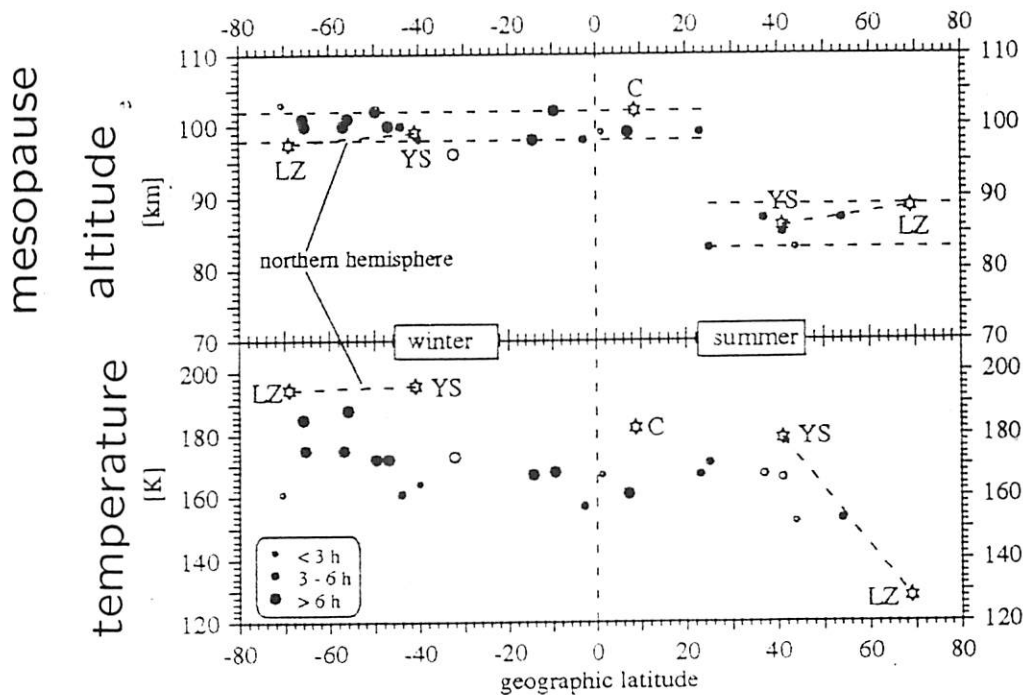 -80 -60 -40 -20 0 20 40 60 80
mesopause
altitude
[km]
110 110
100 100
90 90
80 80
70 70
C
LZ
YS
YS
LZ
northern hemisphere
winter
summer
temperature
[K]
200 200
180 180
160 160
140 140
120 120
LZ
YS
C
YS
LZ
< 3 h
3 - 6 h
> 6 h
-80 -60 -40 -20 0 20 40 60 80
geographic latitude